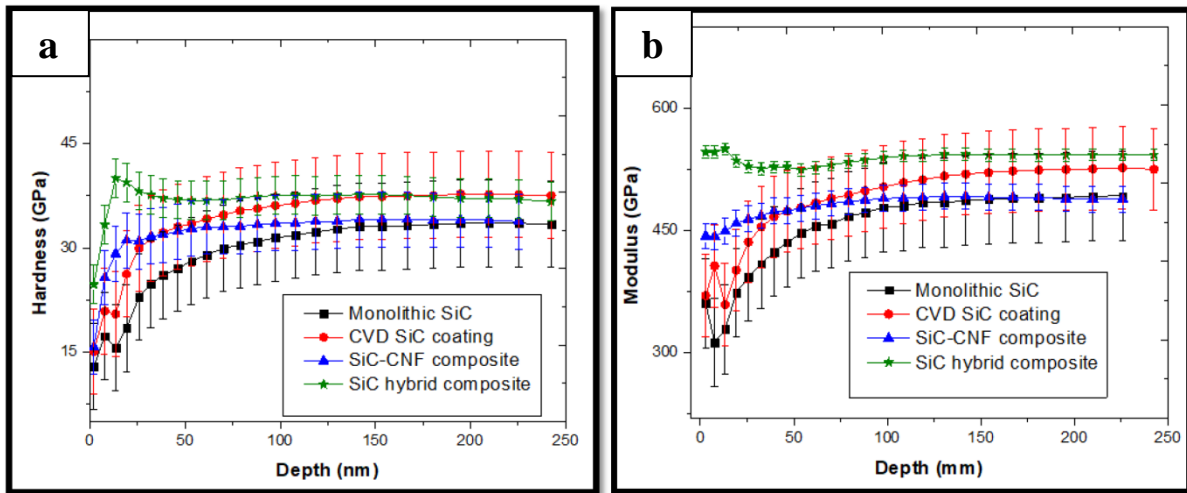 a
Hardness (GPa)
45
30
15
0
50
100
150
200
250
Depth (nm)
Monolithic SiC
CVD SiC coating
SiC-CNF composite
SiC hybrid composite
b
Modulus (GPa)
600
450
300
0
50
100
150
200
250
Depth (mm)
Monolithic SiC
CVD SiC coating
SiC-CNF composite
SiC hybrid composite